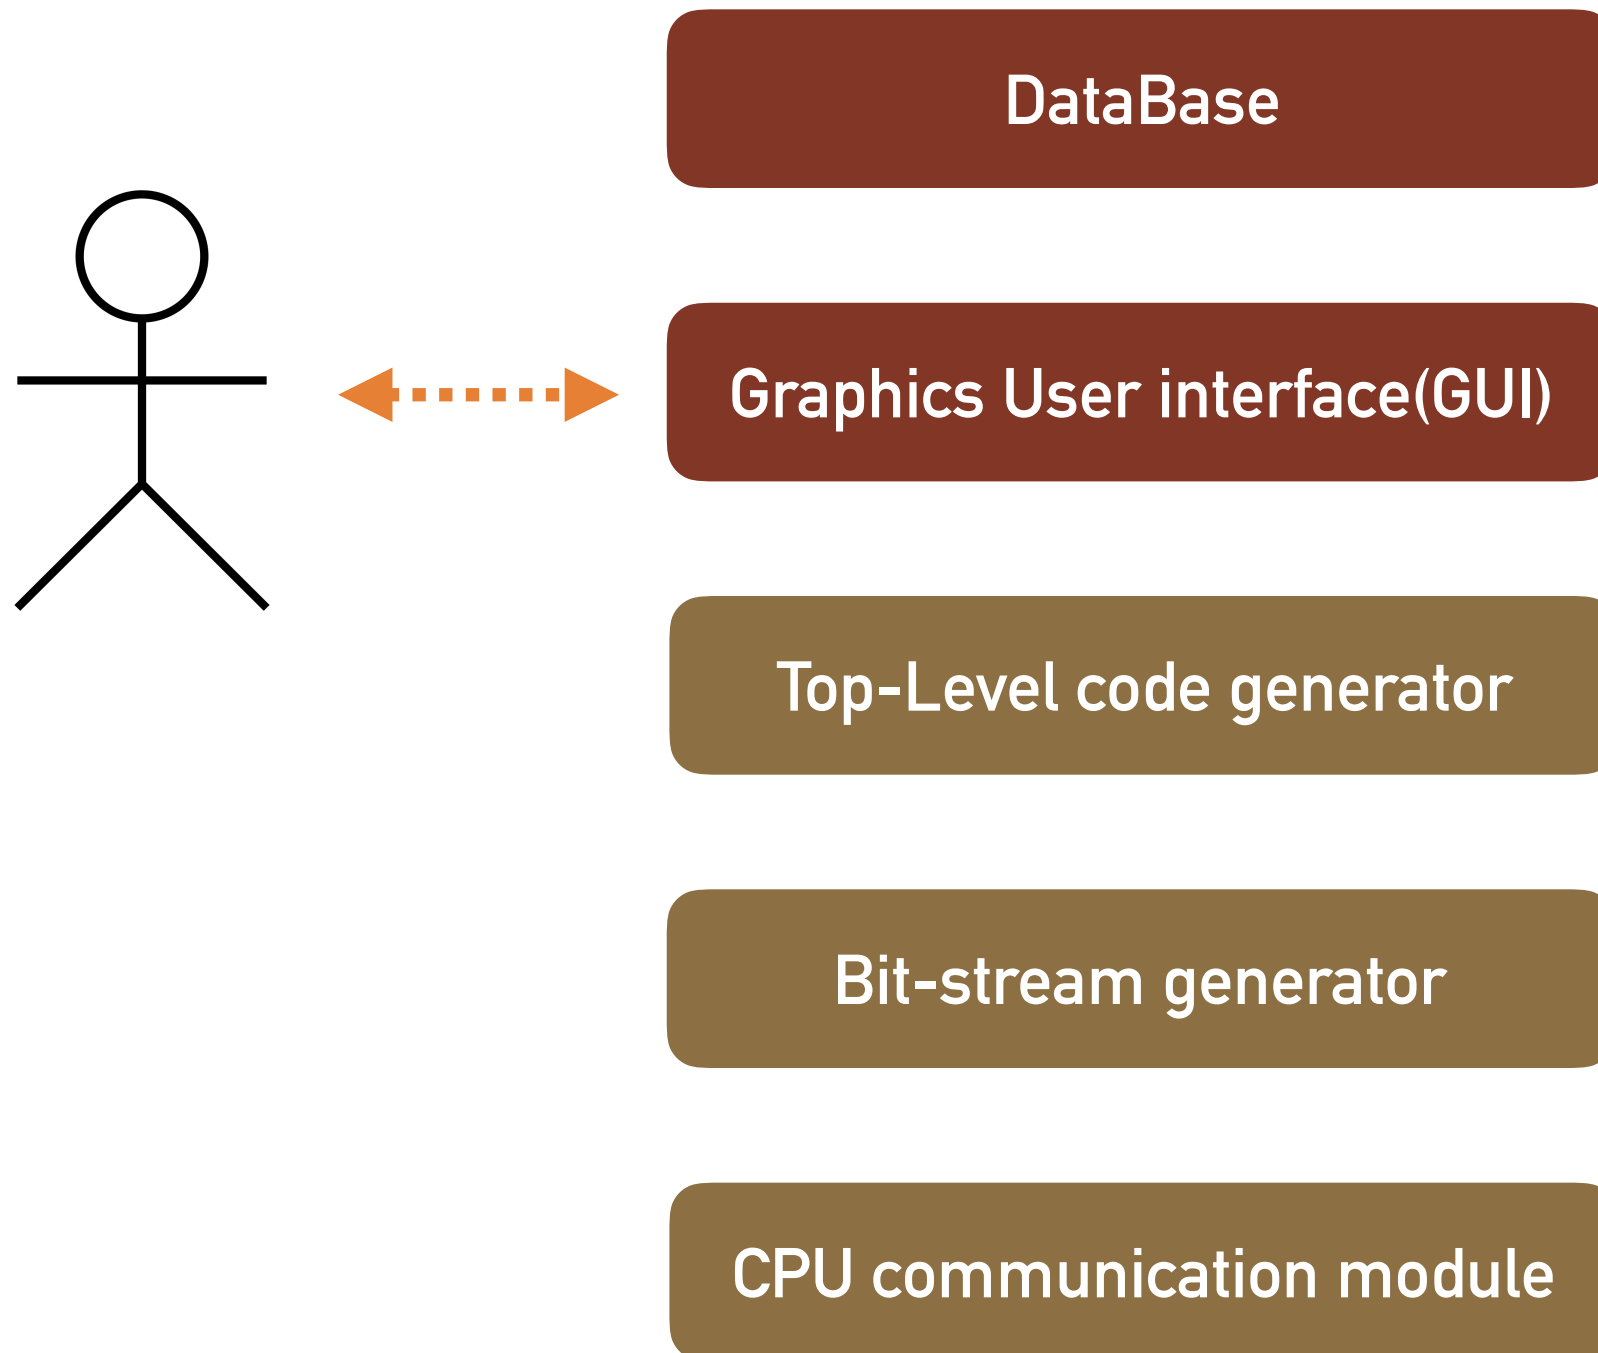 DataBase
Graphics User interface(GUI)
Top-Level code generator
Bit-stream generator
CPU communication module